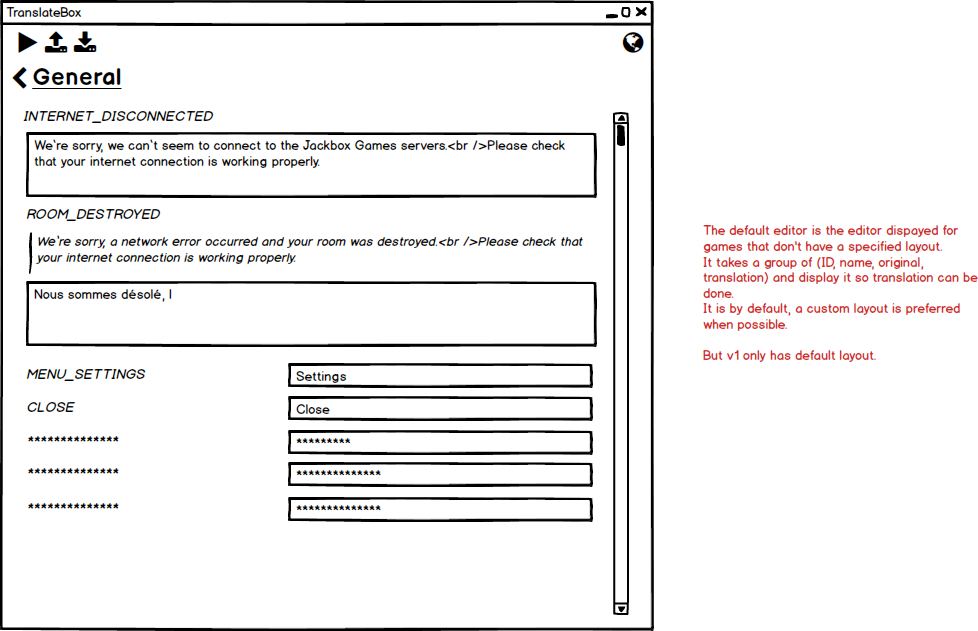 TranslateBox
General
INTERNET_DISCONNECTED
We're sorry, we can't seem to connect to the Jackbox Games servers.<br />Please check
that your internet connection is working properly.
ROOM_DESTROYED
We're sorry, a network error occurred and your room was destroyed.<br />Please check that
your internet connection is working properly.
Nous sommes désolé, |
MENU_SETTINGS
Settings
CLOSE
Close
**************
*********
**************
**************
**************
**************
The default editor is the editor dispayed for
games that don't have a specified layout.
It takes a group of (ID, name, original,
translation) and display it so translation can be
done.
It is by default, a custom layout is preferred
when possible.
But v1 only has default layout.